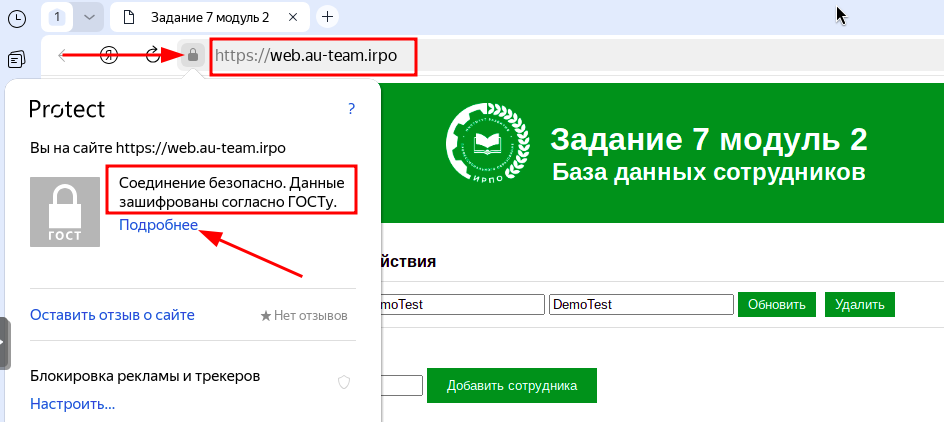 1
Задание 7 модуль 2
https://web.au-team.irpo
Protect
?
Вы на сайте https://web.au-team.irpo
Соединение безопасно. Данные
зашифрованы согласно ГОСТу.
ГОСТ
Подробнее
Оставить отзыв о сайте
Нет отзывов
Блокировка рекламы и трекеров
Настроить...
ИРПО
Задание 7 модуль 2
База данных сотрудников
йствия
moTest
DemoTest
Обновить
Удалить
Добавить сотрудника